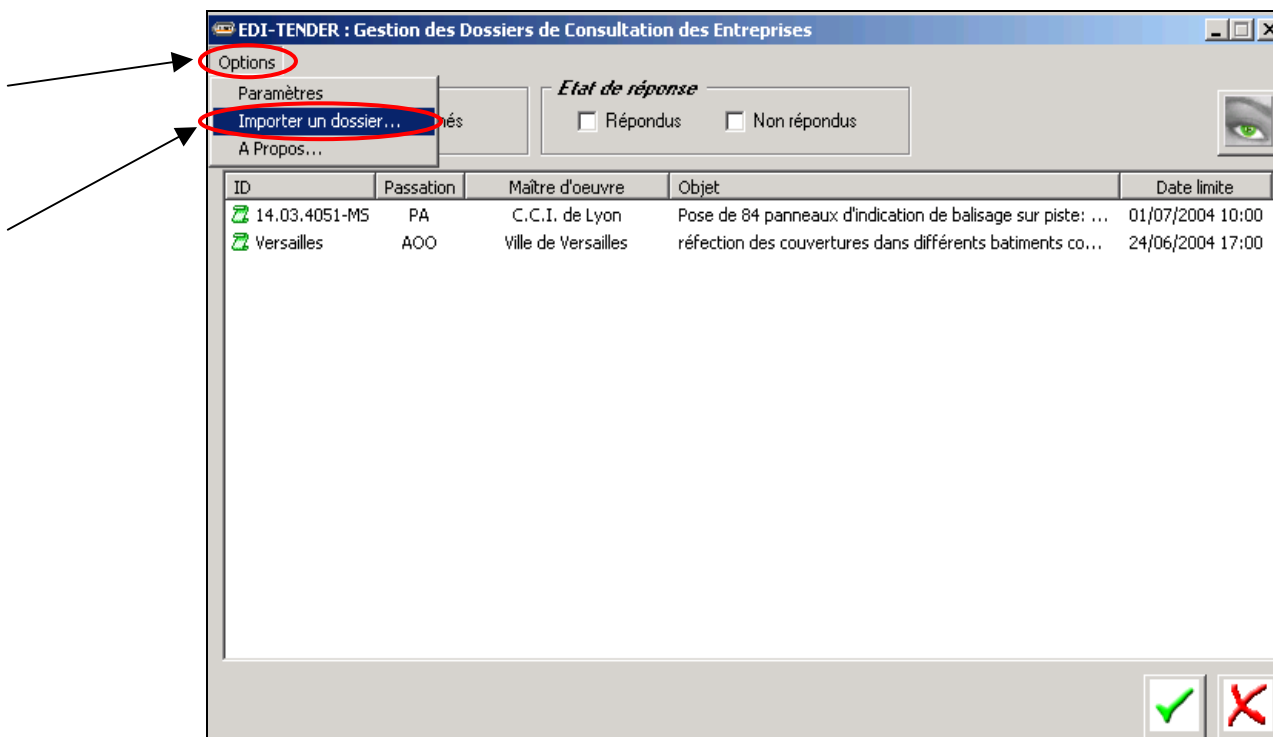 EDI-TENDER : Gestion des Dossiers de Consultation des Entreprises
Options
Paramètres
Importer un dossier...
A Propos...
Etat de réponse
Répondus Non répondus
ID Passation Maître d'oeuvre Objet Date limite
14.03.4051-MS PA C.C.I. de Lyon Pose de 84 panneaux d'indication de balisage sur piste: ... 01/07/2004 10:00
Versailles AOO Ville de Versailles réfection des couvertures dans différents batiments co... 24/06/2004 17:00